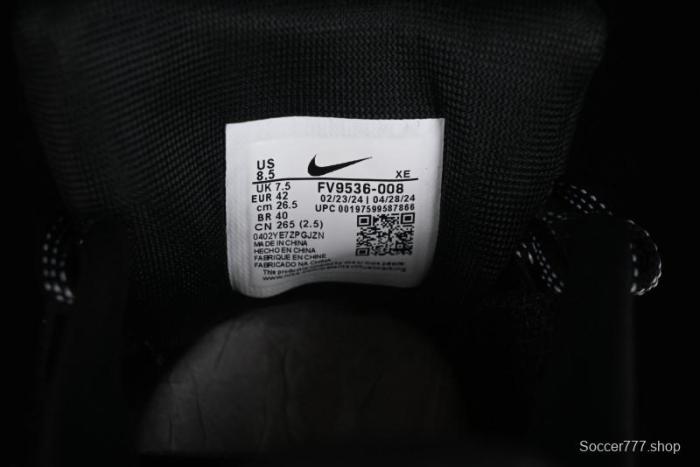 US
8.5
XE
UK 7.5
FV9536-008
EUR 42
02/23/24 | 04/28/24
cm 26.5
UPC 00197599587866
BR 40
CN 265 (2.5)
0402YE7ZPGJZN
MADE IN CHINA
HECHO EN CHINA
FABRIQUE EN CHINE
FABRICADO NA CHINA
This product
Soccer777.shop